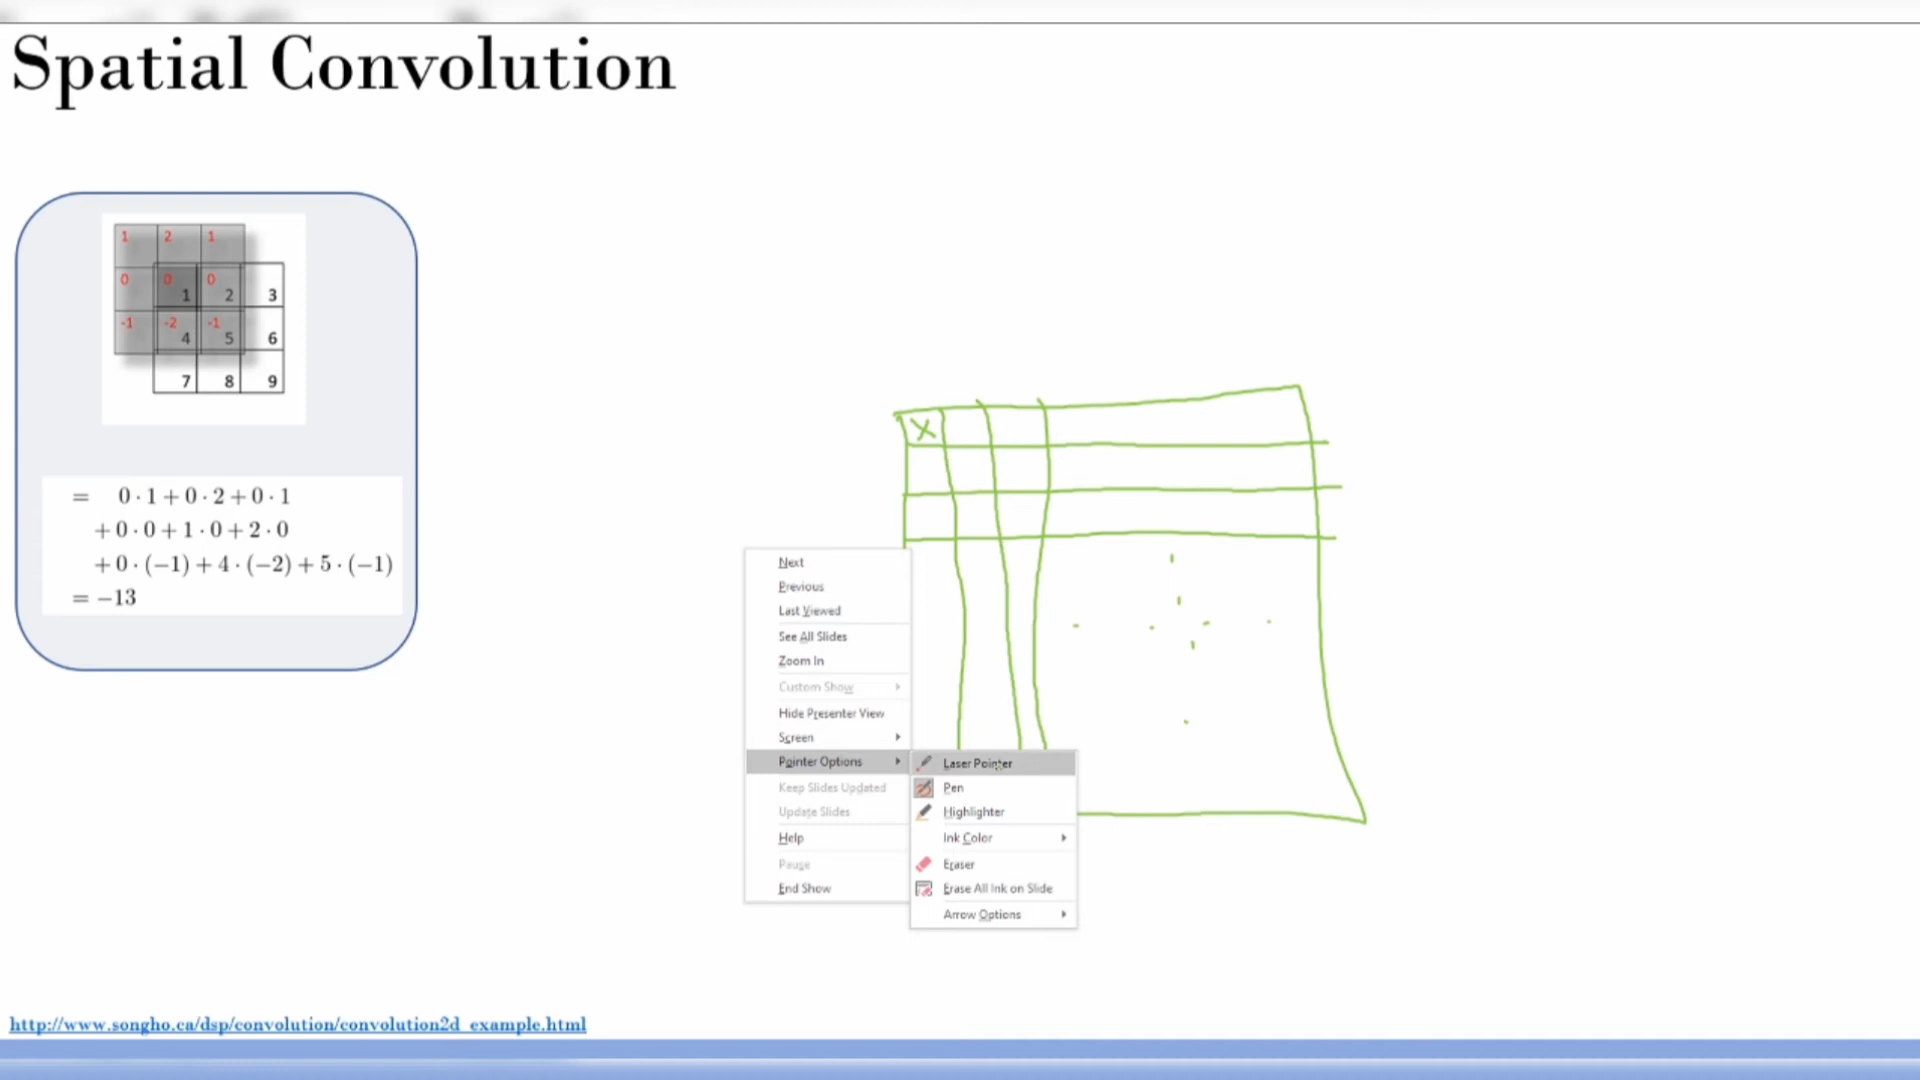 Spatial Convolution
1 2 1
0 0 0
1 2 3
-1 -2 -1
4 5 6
7 8 9
= 0 · 1 + 0 · 2 + 0 · 1
+ 0 · 0 + 1 · 0 + 2 · 0
+ 0 · (−1) + 4 · (−2) + 5 · (−1)
= −13
X
Next
Previous
Last Viewed
See All Slides
Zoom In
Custom Show
Hide Presenter View
Screen
Pointer Options
Keep Slides Updated
Update Slides
Help
Pause
End Show
Laser Pointer
Pen
Highlighter
Ink Color
Eraser
Erase All Ink on Slide
Arrow Options
http://www.songho.ca/dsp/convolution/convolution2d_example.html